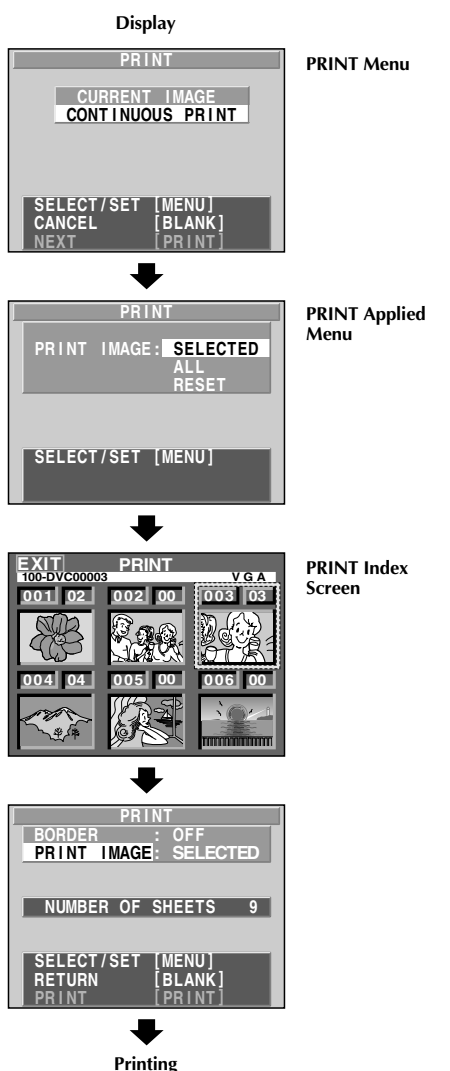 Display
PRINT
PRINT Menu
CURRENT IMAGE
CONTINUOUS PRINT
SELECT/SET [MENU]
CANCEL [BLANK]
NEXT [PRINT]
PRINT
PRINT Applied
Menu
PRINT IMAGE: SELECTED
ALL
RESET
SELECT/SET [MENU]
EXIT PRINT
100-DVC00003 VGA
PRINT Index
Screen
001 02 002 00 003 03
004 04 005 00 006 00
PRINT
BORDER : OFF
PRINT IMAGE: SELECTED
NUMBER OF SHEETS 9
SELECT/SET [MENU]
RETURN [BLANK]
PRINT [PRINT]
Printing